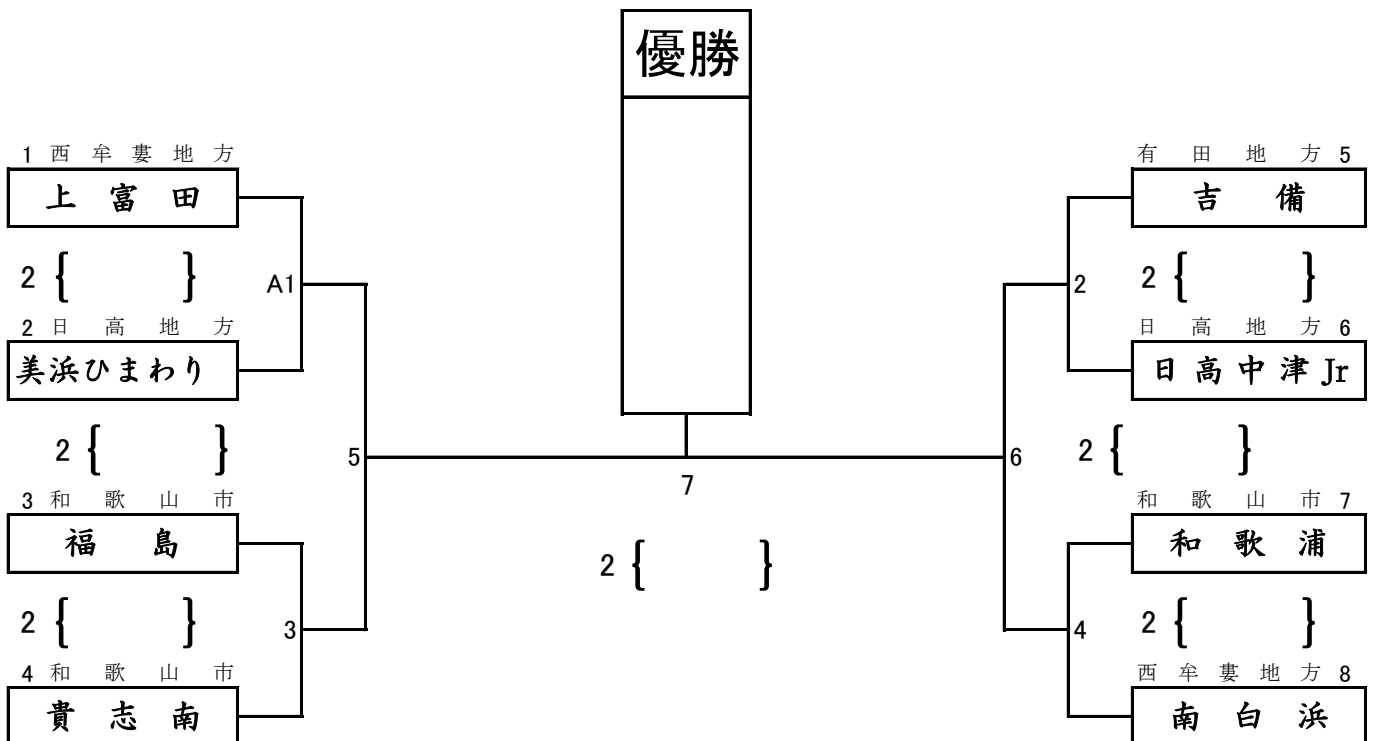 優勝
1 西牟婁地方
上富田
2 { }
A1
2 日高地方
美浜ひまわり
2 { }
5
3 和歌山市
福島
2 { }
3
4 和歌山市
貴志南
7
2 { }
有田地方 5
吉備
2
2 { }
日高地方 6
日高中津Jr
6
2 { }
和歌山市 7
和歌浦
4
2 { }
西牟婁地方 8
南白浜